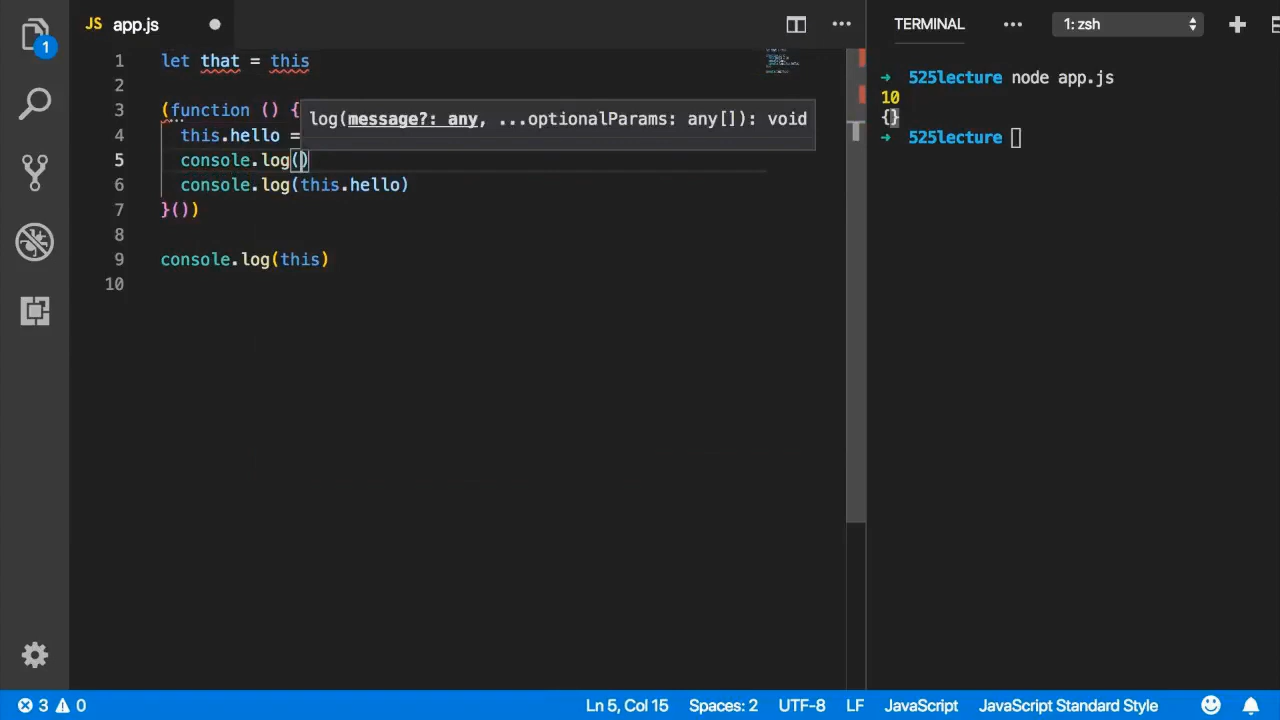 JS app.js
TERMINAL
1: zsh
1
1 let that = this
2
3 (function () {
log(message?: any, ...optionalParams: any[]): void
4 this.hello =
5 console.log()
6 console.log(this.hello)
7 }())
8
9 console.log(this)
10
→ 525lecture node app.js
10
{}
→ 525lecture
3 0
Ln 5, Col 15
Spaces: 2
UTF-8
LF
JavaScript
JavaScript Standard Style